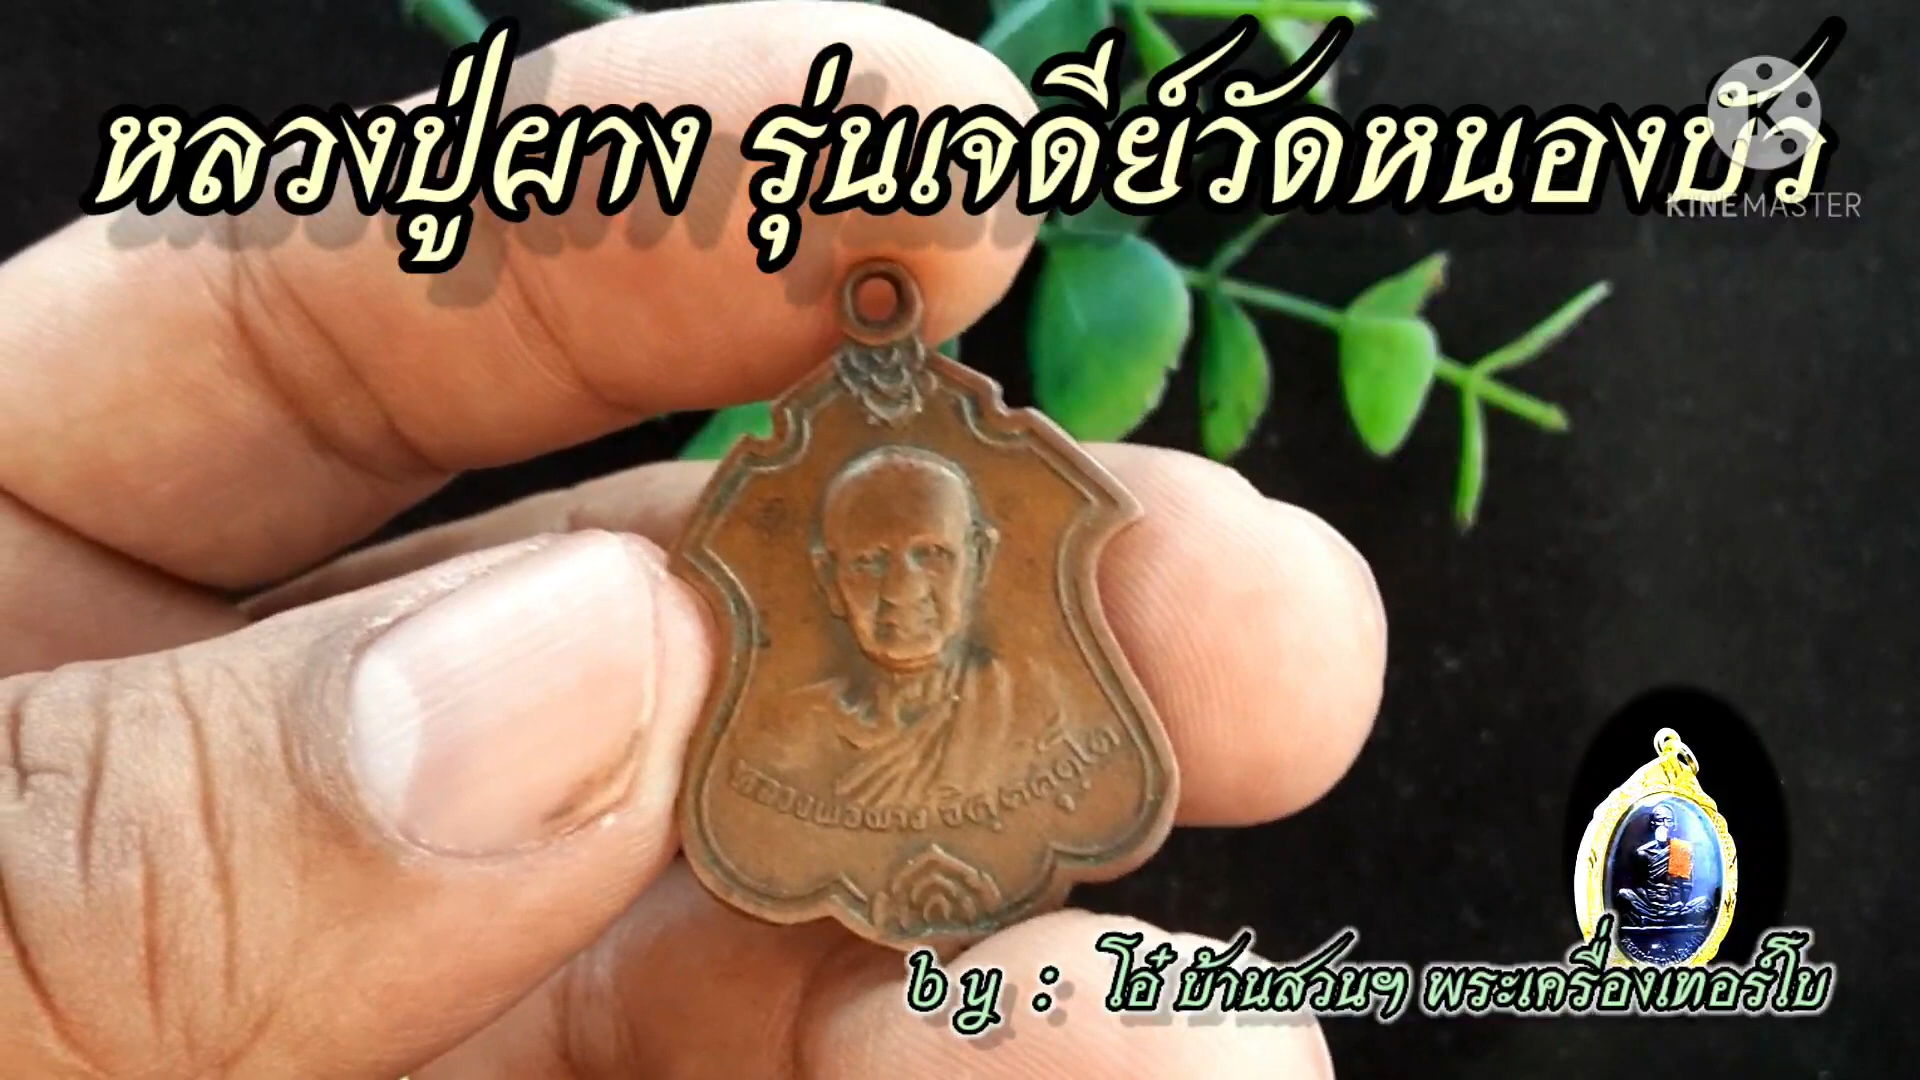 หลวงปู่ผาง รุ่นเจดีย์วัดหนองบัว
KINEMASTER
หลวงพ่อผาง จิตฺตคุตฺโต
by : โอ๋ บ้านสวนฯ พระเครื่องเทอร์โบ